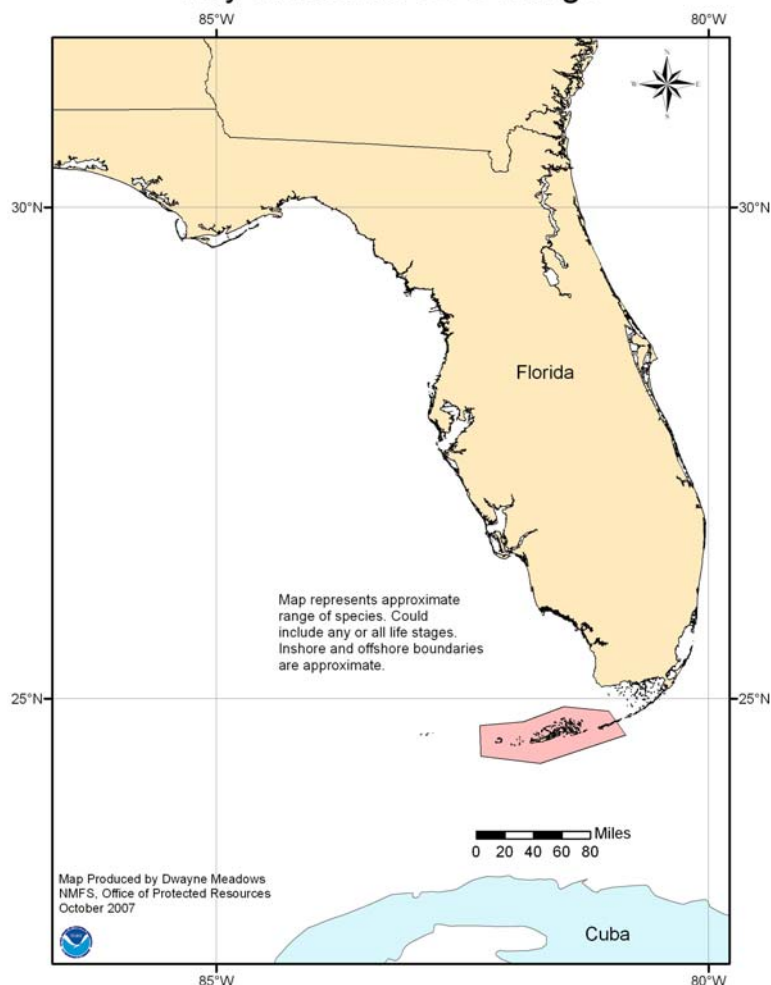 85°W 80°W
W E
S
30°N 30°N
Florida
Map represents approximate
range of species. Could
include any or all life stages.
Inshore and offshore boundaries
are approximate.
25°N 25°N
Miles
0 20 40 60 80
Map Produced by Dwayne Meadows
NMFS, Office of Protected Resources
October 2007
Cuba
85°W 80°W